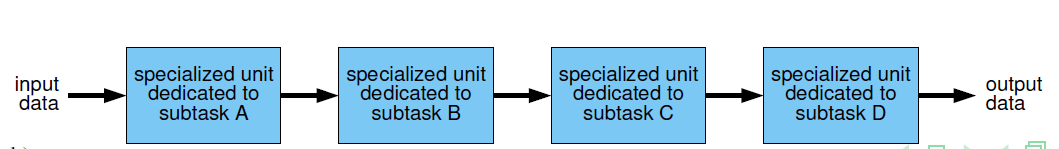 input
data
specialized unit
dedicated to
subtask A
specialized unit
dedicated to
subtask B
specialized unit
dedicated to
subtask C
specialized unit
dedicated to
subtask D
output
data